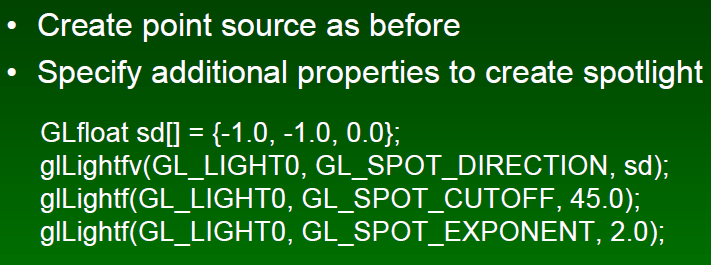 • Create point source as before
• Specify additional properties to create spotlight
GLfloat sd[] = {-1.0, -1.0, 0.0};
glLightfv(GL_LIGHT0, GL_SPOT_DIRECTION, sd);
glLightf(GL_LIGHT0, GL_SPOT_CUTOFF, 45.0);
glLightf(GL_LIGHT0, GL_SPOT_EXPONENT, 2.0);